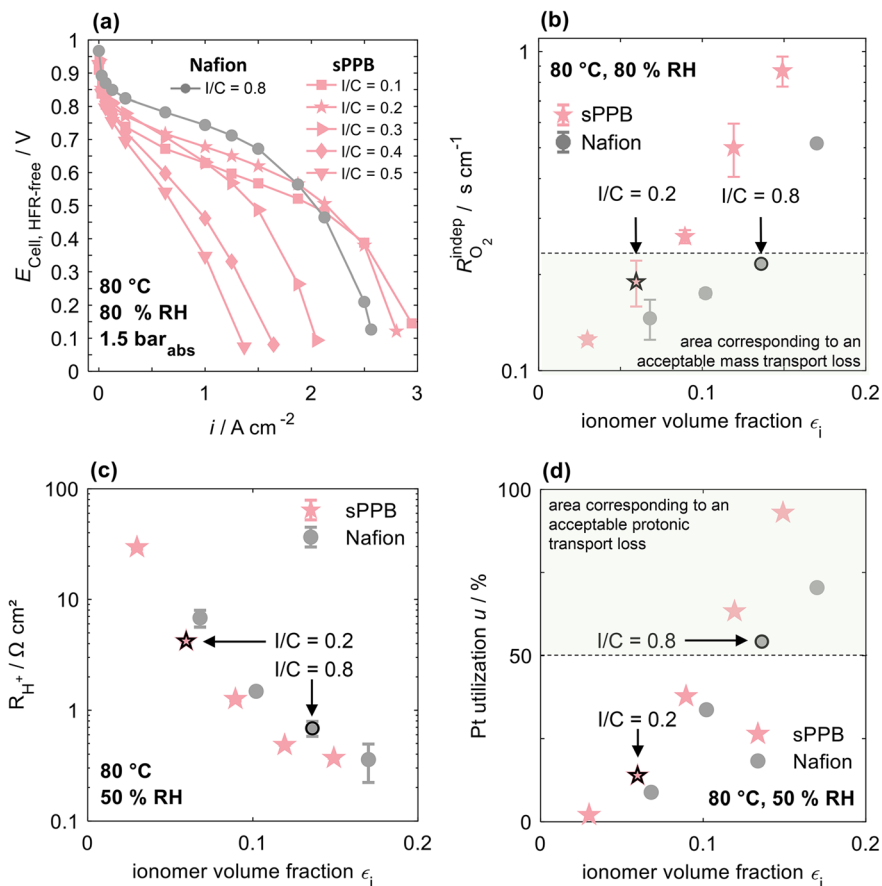 (a)
E_Cell, HFR-free / V
1
0.9
0.8
0.7
0.6
0.5
0.4
0.3
0.2
0.1
0
Nafion
I/C = 0.8
sPPB
I/C = 0.1
I/C = 0.2
I/C = 0.3
I/C = 0.4
I/C = 0.5
80 °C
80 % RH
1.5 bar_abs
0
1
2
3
i / A cm⁻²
(b)
R_O₂^indep / s cm⁻¹
1
0.1
80 °C, 80 % RH
sPPB
Nafion
I/C = 0.2
I/C = 0.8
area corresponding to an
acceptable mass transport loss
0
0.1
0.2
ionomer volume fraction ϵ_i
(c)
R_H⁺ / Ω cm²
100
10
1
0.1
sPPB
Nafion
I/C = 0.2
I/C = 0.8
80 °C
50 % RH
0
0.1
0.2
ionomer volume fraction ϵ_i
(d)
Pt utilization u / %
100
50
0
area corresponding to an
acceptable protonic
transport loss
I/C = 0.8
I/C = 0.2
sPPB
Nafion
80 °C, 50 % RH
0
0.1
0.2
ionomer volume fraction ϵ_i